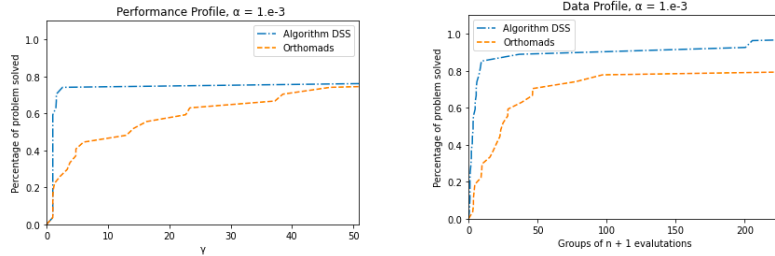 Performance Profile, α = 1.e-3
Percentage of problem solved
1.0
0.8
0.6
0.4
0.2
0.0
Algorithm DSS
Orthomads
0 10 20 30 40 50
γ
Data Profile, α = 1.e-3
Percentage of problem solved
1.0
0.8
0.6
0.4
0.2
0.0
Algorithm DSS
Orthomads
0 50 100 150 200
Groups of n + 1 evalutations